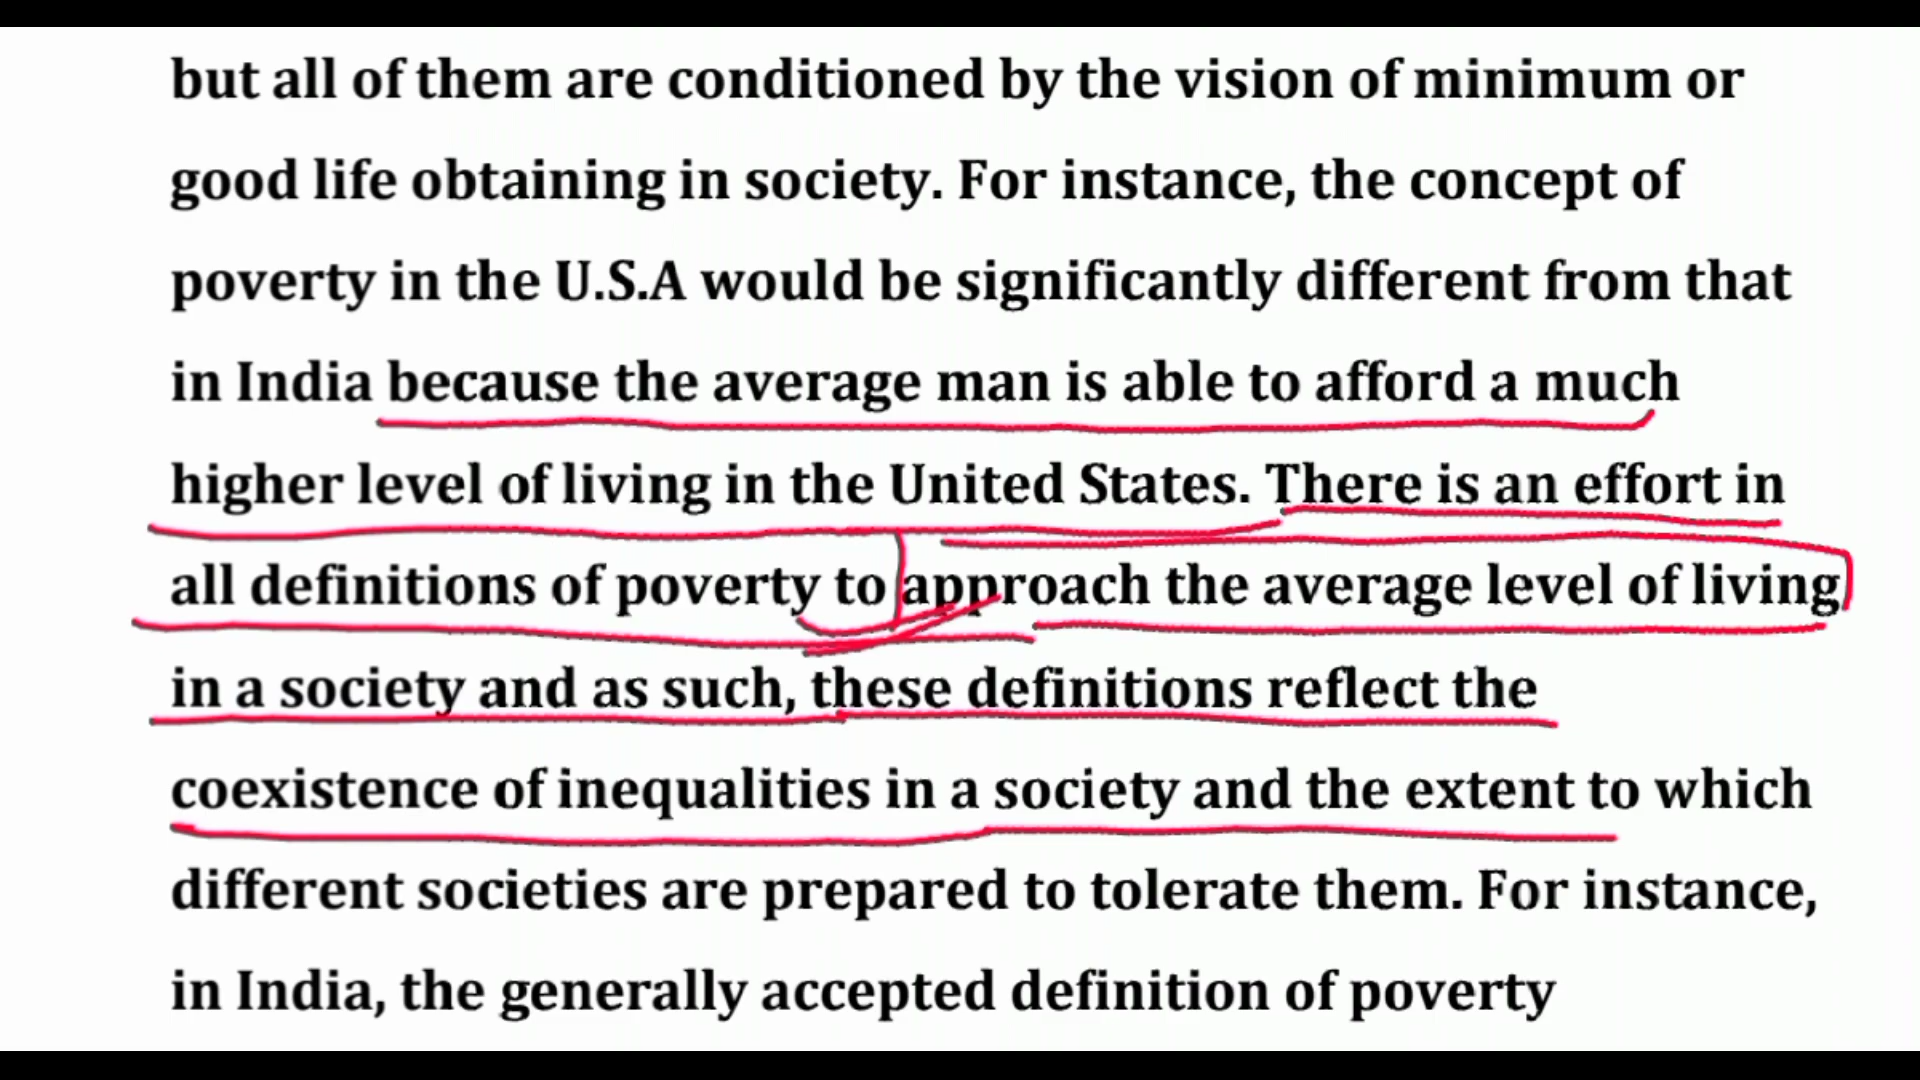 but all of them are conditioned by the vision of minimum or
good life obtaining in society. For instance, the concept of
poverty in the U.S.A would be significantly different from that
in India because the average man is able to afford a much
higher level of living in the United States. There is an effort in
all definitions of poverty to approach the average level of living
in a society and as such, these definitions reflect the
coexistence of inequalities in a society and the extent to which
different societies are prepared to tolerate them. For instance,
in India, the generally accepted definition of poverty